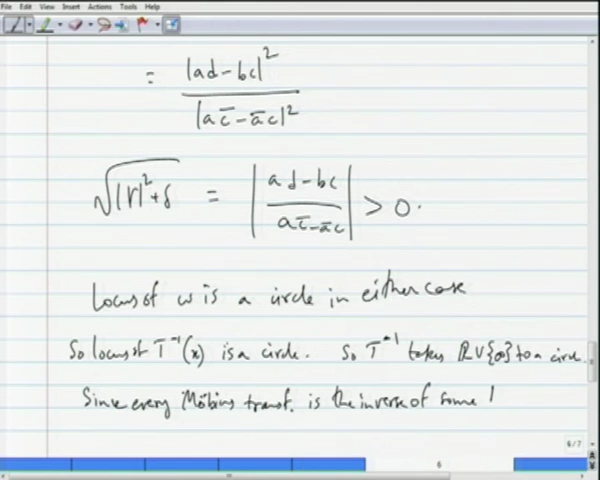 File Edit View Insert Actions Tools Help
= |ad-bc|² / |ac̄-āc|²
√(|γ|²+δ) = |ad-bc / ac̄-āc| > 0.
Locus of w is a circle in either case
So locus of T⁻¹(x) is a circle. So T⁻¹ takes ℝ∪{∞} to a circle.
Since every Möbius transf. is the inverse of some
6/7
6